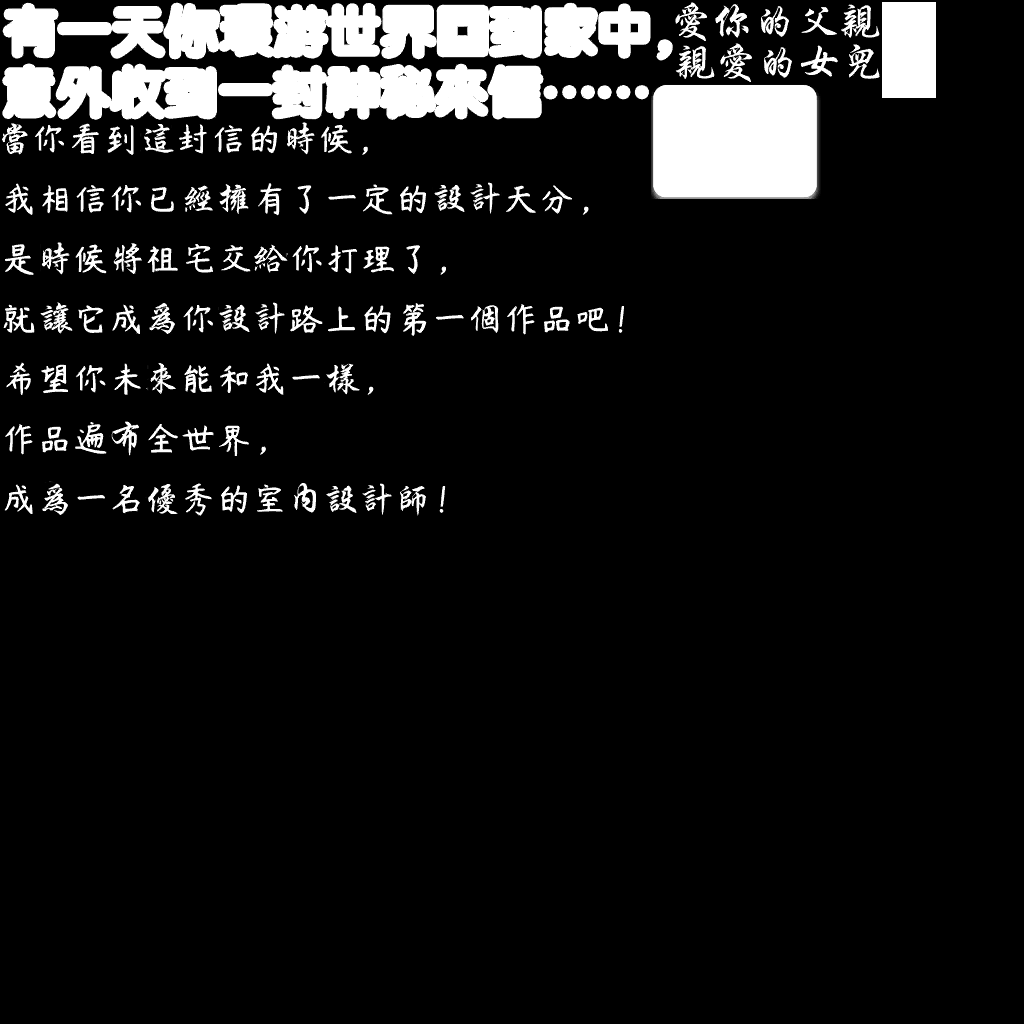 有一天你環游世界回到家中，
意外收到一封神秘來信……
愛你的父親
親愛的女兒
當你看到這封信的時候，
我相信你已經擁有了一定的設計天分，
是時候將祖宅交給你打理了，
就讓它成爲你設計路上的第一個作品吧！
希望你未來能和我一樣，
作品遍布全世界，
成爲一名優秀的室内設計師！